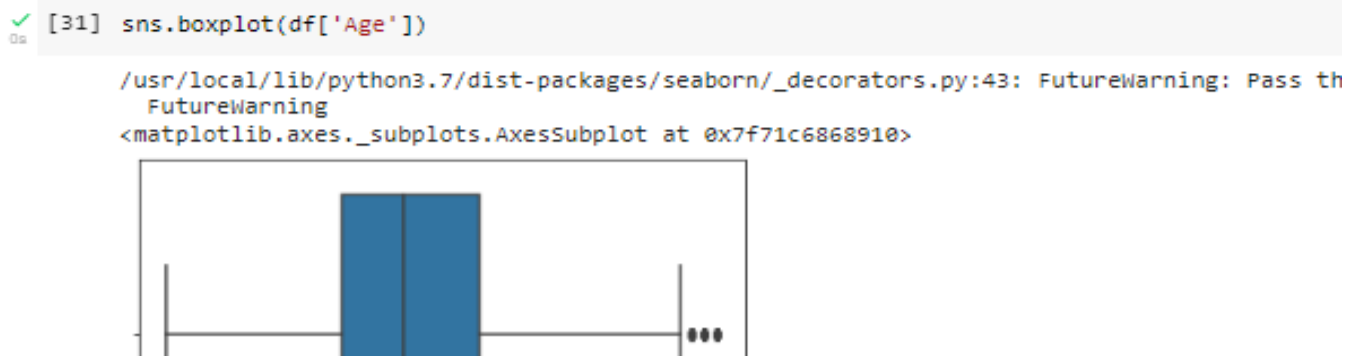 [31] sns.boxplot(df['Age'])
0s
/usr/local/lib/python3.7/dist-packages/seaborn/_decorators.py:43: FutureWarning: Pass th
FutureWarning
<matplotlib.axes._subplots.AxesSubplot at 0x7f71c6868910>